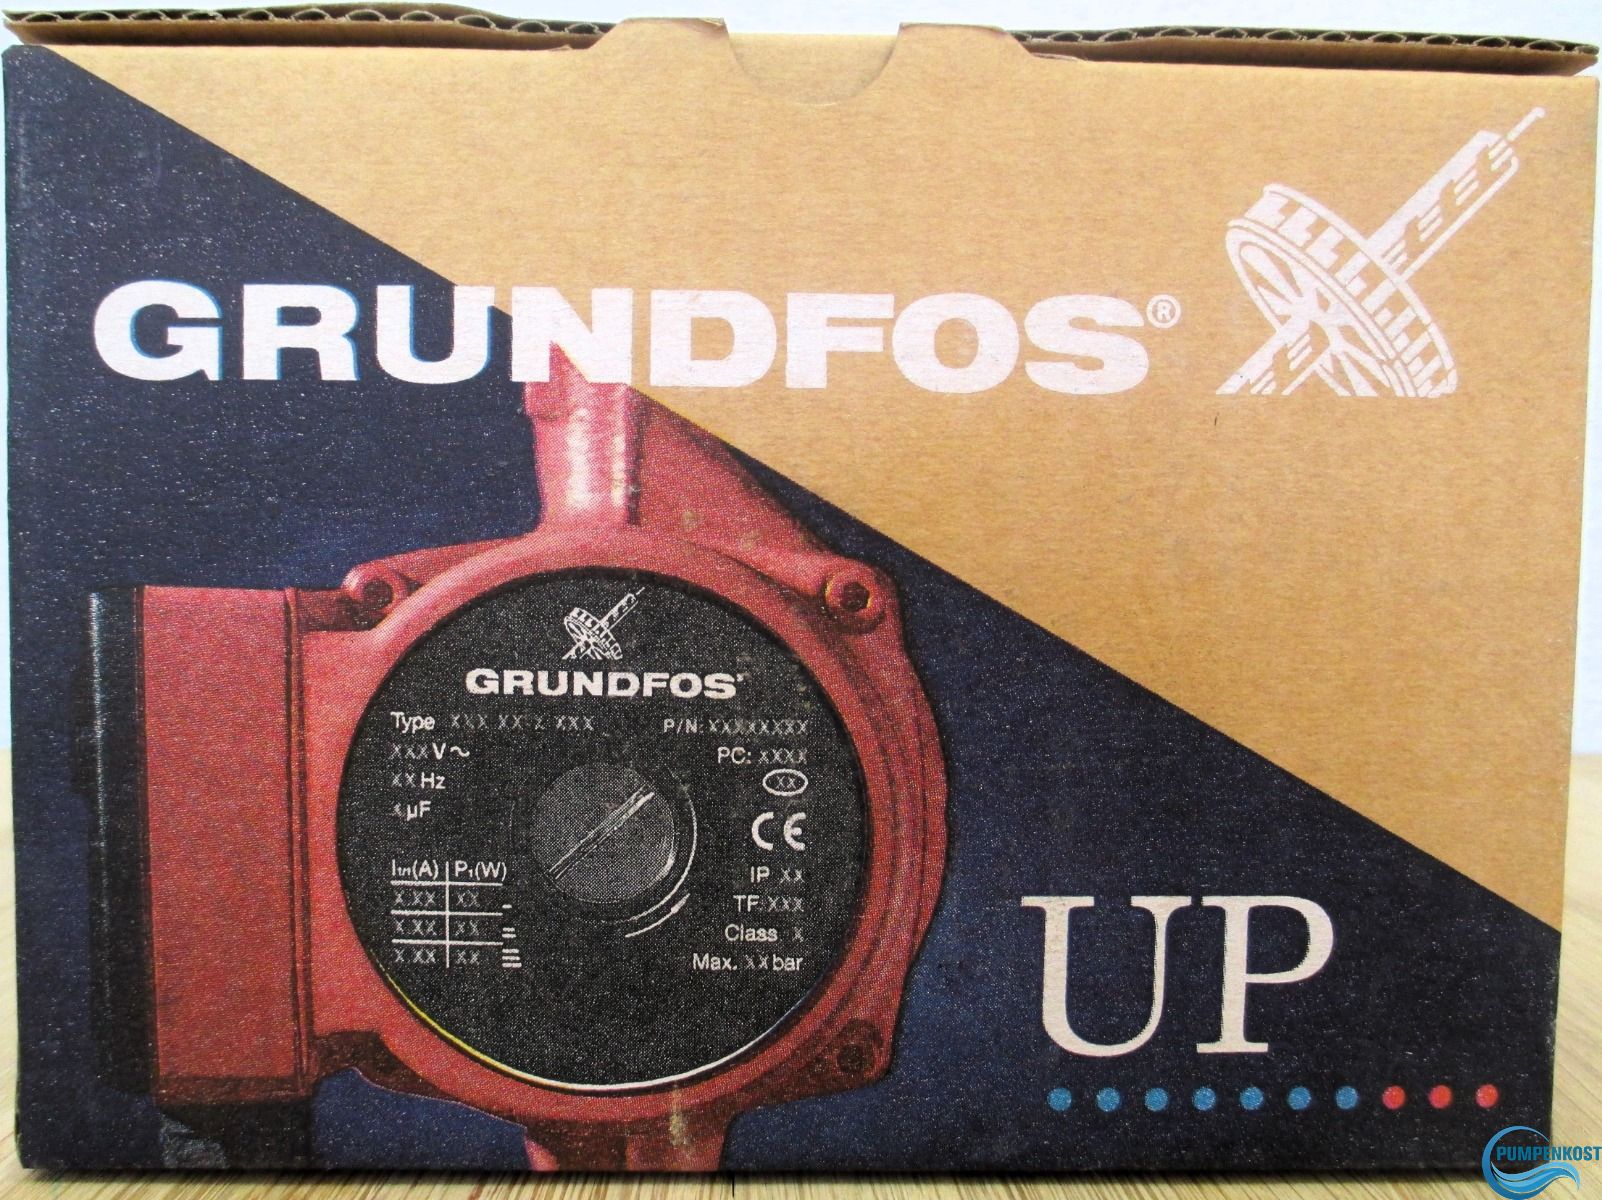 GRUNDFOS®
GRUNDFOS®
Type XXX XX X XXX
P/N: XXXXXXXX
XXX V~
PC: XXXX
XX Hz
XX
X µF
CE
I₁/₁(A) P₁(W)
IP XX
X.XX XX
TF XXX
X.XX XX
Class X
X.XX XX
Max. XX bar
UP
PUMPENKOST